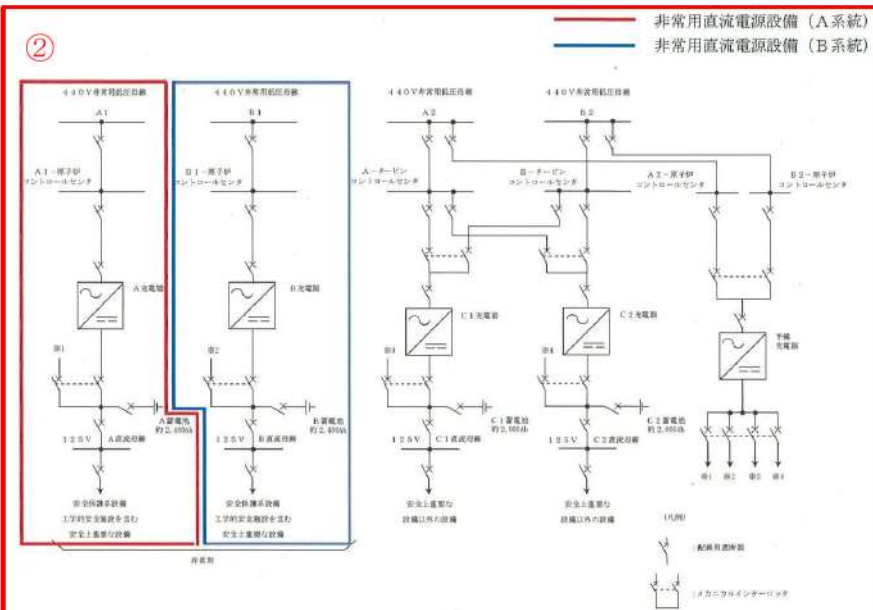 非常用直流電源設備（A系統）
非常用直流電源設備（B系統）
②
440V非常用低圧母線
A1
440V非常用低圧母線
B1
440V非常用低圧母線
A2
440V非常用低圧母線
B2
A1-原子炉
コントロールセンタ
B1-原子炉
コントロールセンタ
A-タービン
コントロールセンタ
B-タービン
コントロールセンタ
A2-原子炉
コントロールセンタ
B2-原子炉
コントロールセンタ
A充電器
B充電器
C1充電器
C2充電器
予備
充電器
※1
※2
※3
※4
A蓄電池
約2,400Ah
B蓄電池
約2,400Ah
C1蓄電池
約2,000Ah
C2蓄電池
約2,000Ah
125V A直流母線
125V B直流母線
125V C1直流母線
125V C2直流母線
※1 ※2 ※3 ※4
安全保護系設備
工学的安全施設を含む
安全上重要な設備
安全保護系設備
工学的安全施設を含む
安全上重要な設備
安全上重要な
設備以外の設備
安全上重要な
設備以外の設備
非常用
(凡例)
:配線用遮断器
:メカニカルインターロック